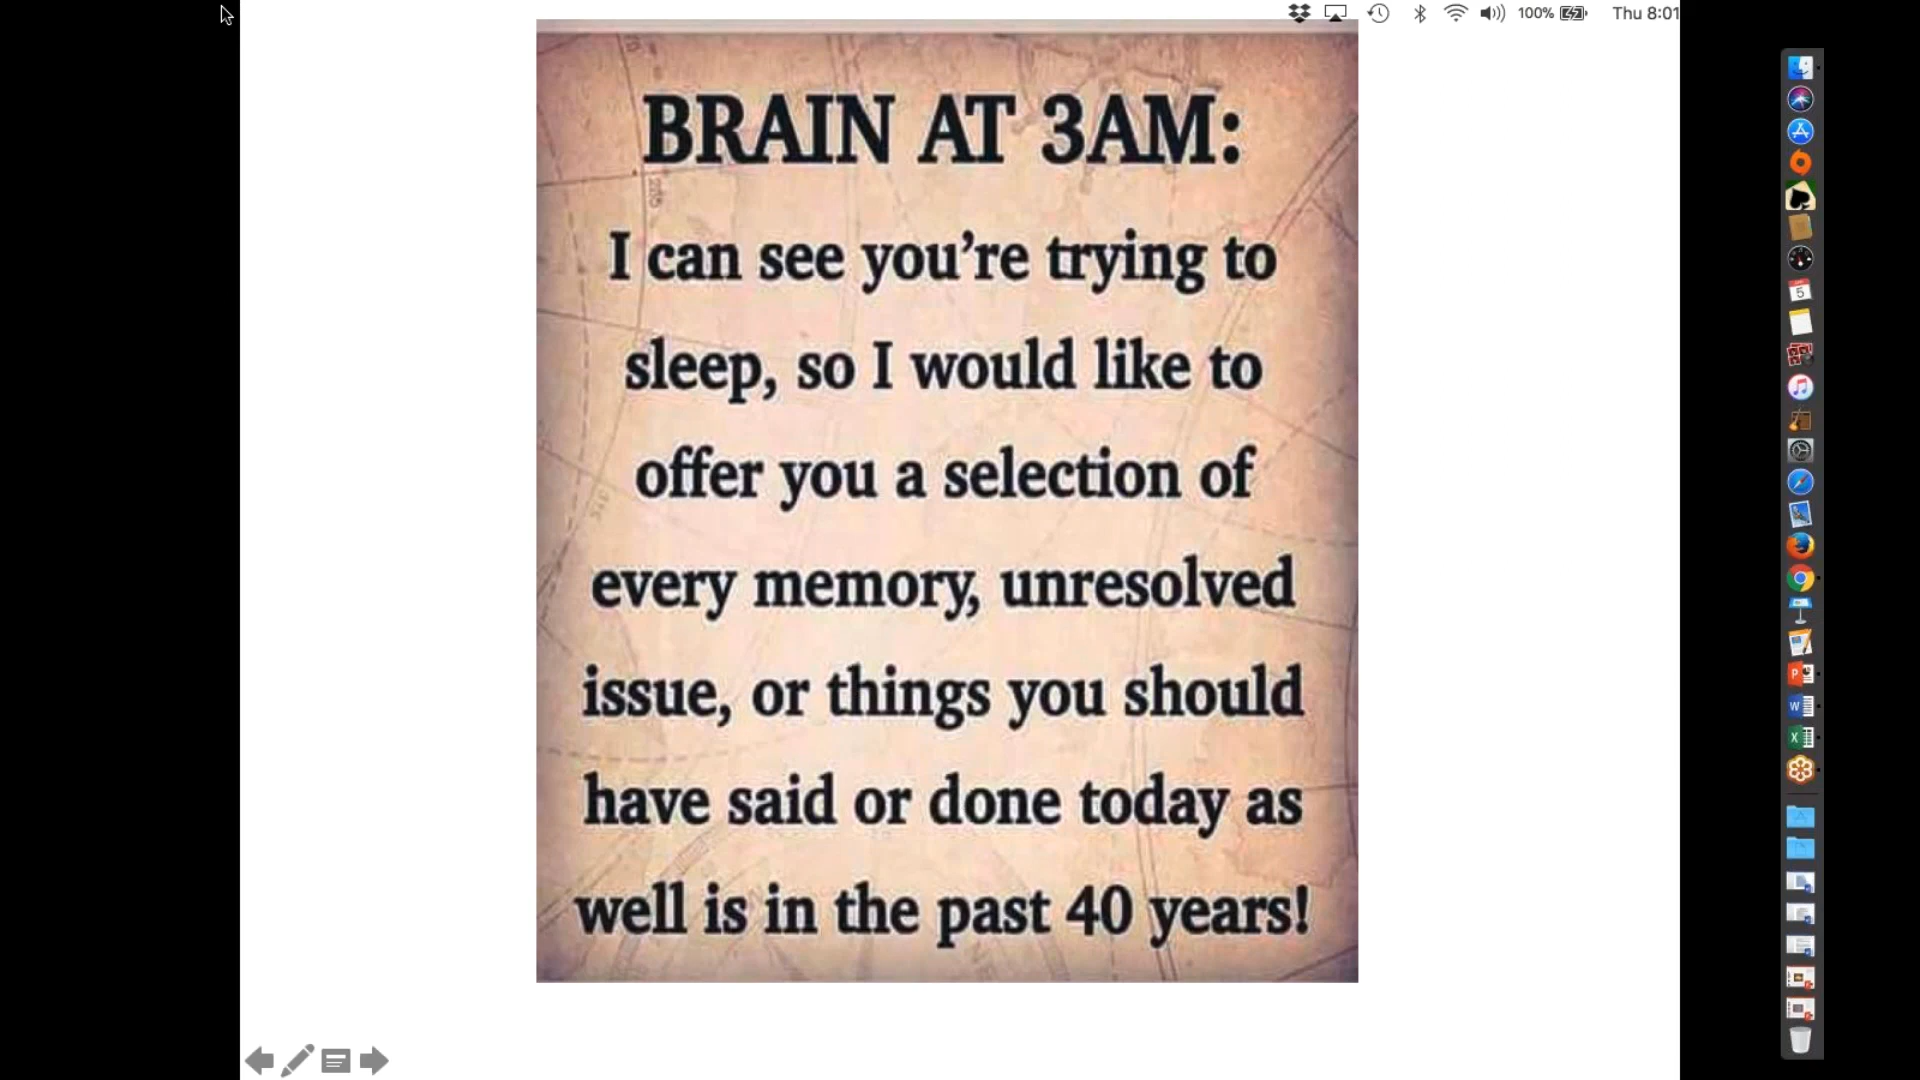 100%
Thu 8:01
BRAIN AT 3AM:
I can see you’re trying to
sleep, so I would like to
offer you a selection of
every memory, unresolved
issue, or things you should
have said or done today as
well is in the past 40 years!
5